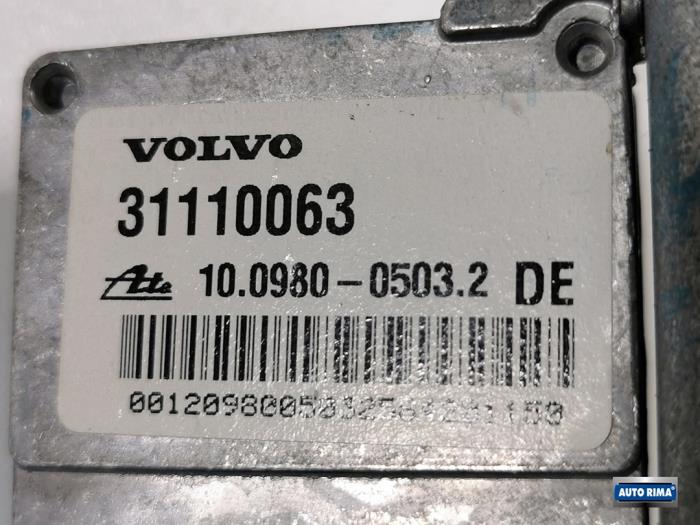 VOLVO
31110063
Ate 10.0980-0503.2 DE
AUTO RIMA